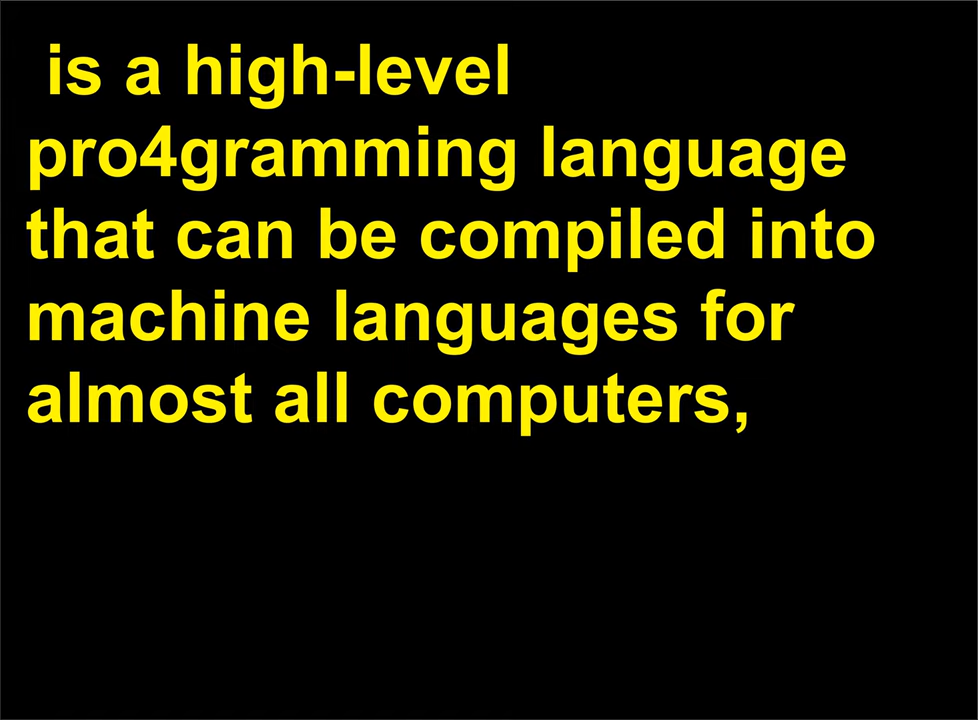 is a high-level
pro4gramming language
that can be compiled into
machine languages for
almost all computers,